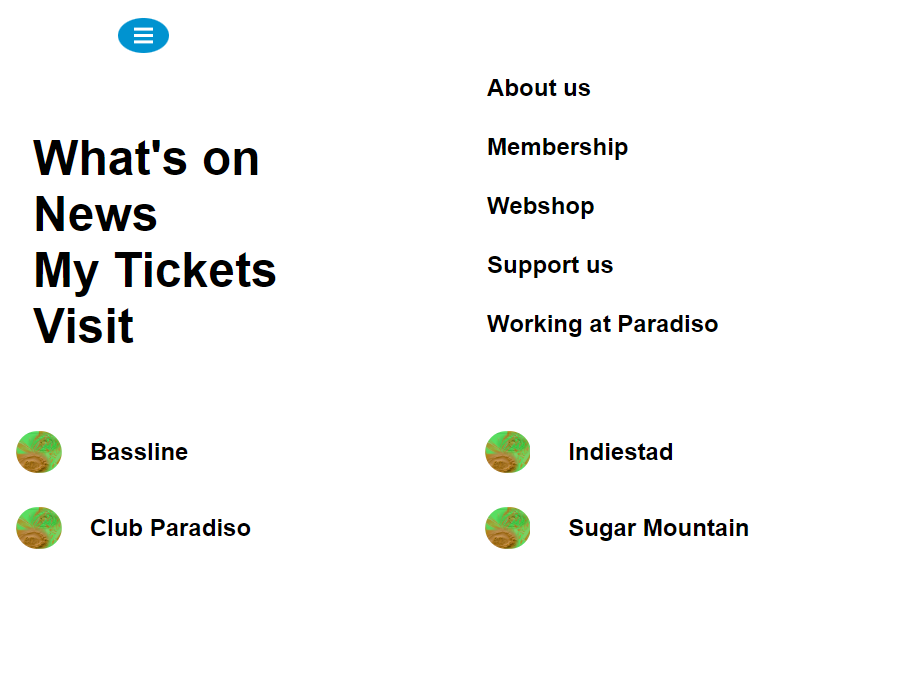 What's on
News
My Tickets
Visit
About us
Membership
Webshop
Support us
Working at Paradiso
Bassline
Indiestad
Club Paradiso
Sugar Mountain